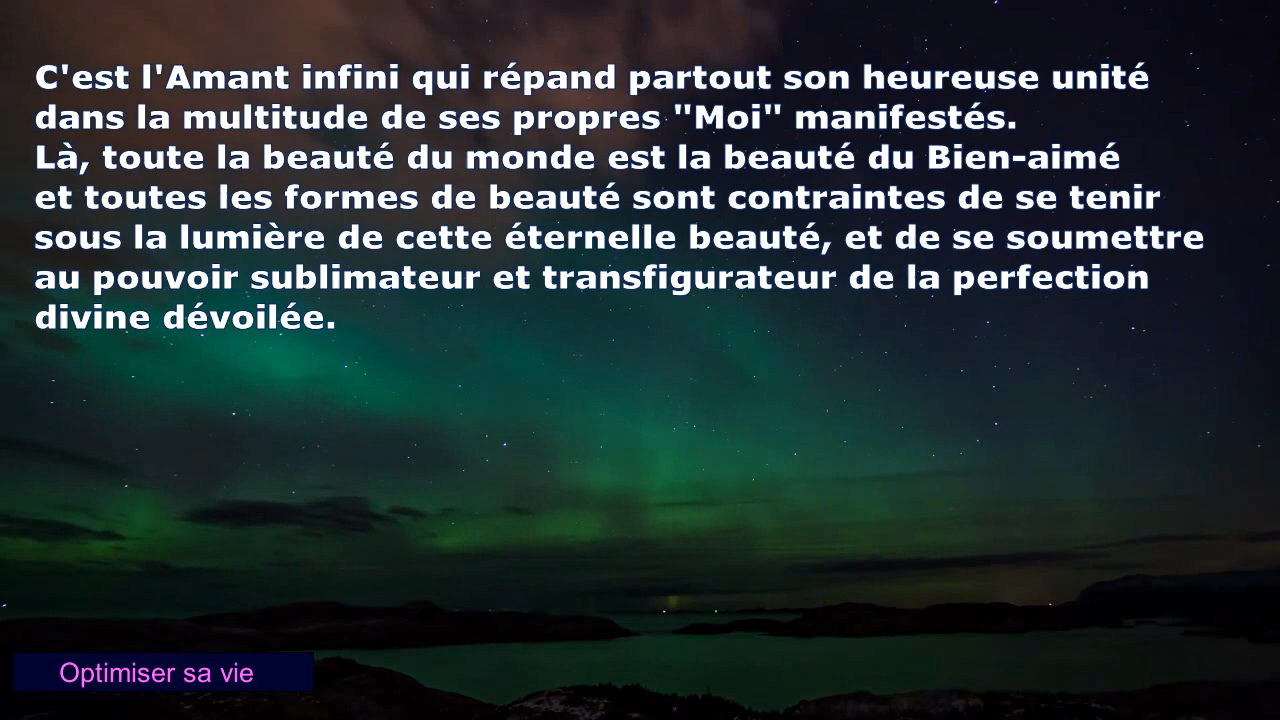 C'est l'Amant infini qui répand partout son heureuse unité
dans la multitude de ses propres "Moi" manifestés.
Là, toute la beauté du monde est la beauté du Bien-aimé
et toutes les formes de beauté sont contraintes de se tenir
sous la lumière de cette éternelle beauté, et de se soumettre
au pouvoir sublimateur et transfigurateur de la perfection
divine dévoilée.
Optimiser sa vie